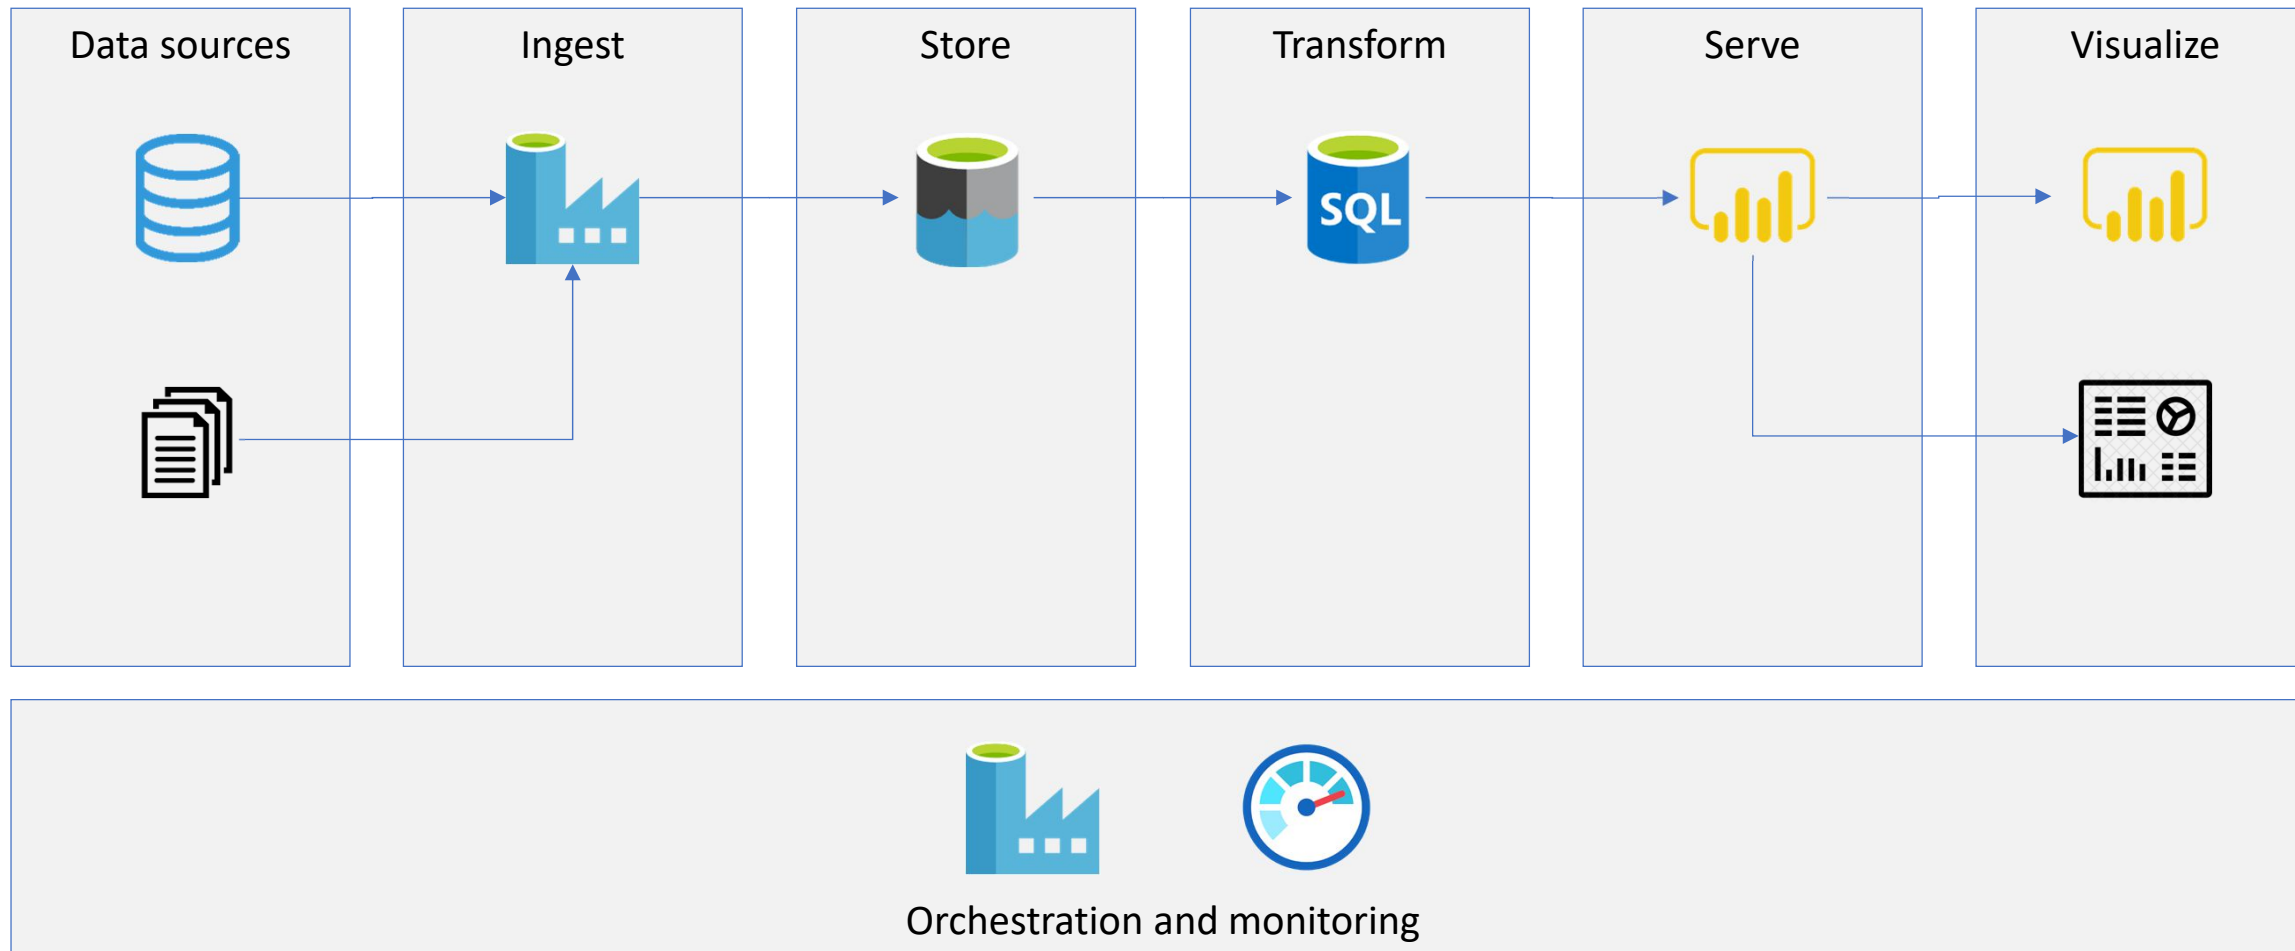 Data sources
Ingest
Store
Transform
Serve
Visualize
SQL
Orchestration and monitoring